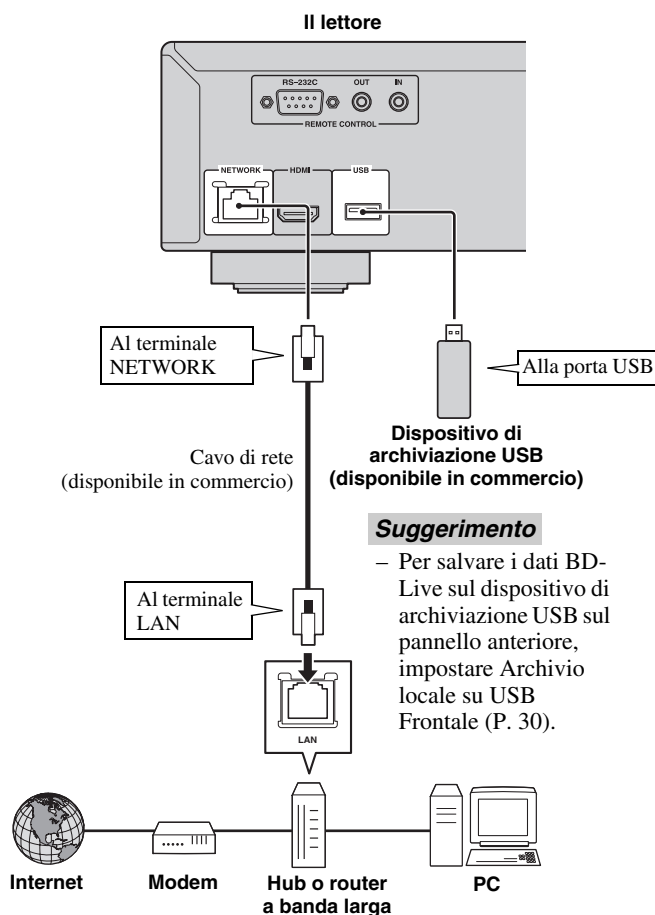 Il lettore
RS–232C
OUT
IN
REMOTE CONTROL
NETWORK
HDMI
USB
Al terminale
NETWORK
Alla porta USB
Dispositivo di
archiviazione USB
(disponibile in commercio)
Cavo di rete
(disponibile in commercio)
Suggerimento
– Per salvare i dati BD-
Live sul dispositivo di
archiviazione USB sul
pannello anteriore,
impostare Archivio
locale su USB
Frontale (P. 30).
Al terminale
LAN
LAN
Internet
Modem
Hub o router
a banda larga
PC